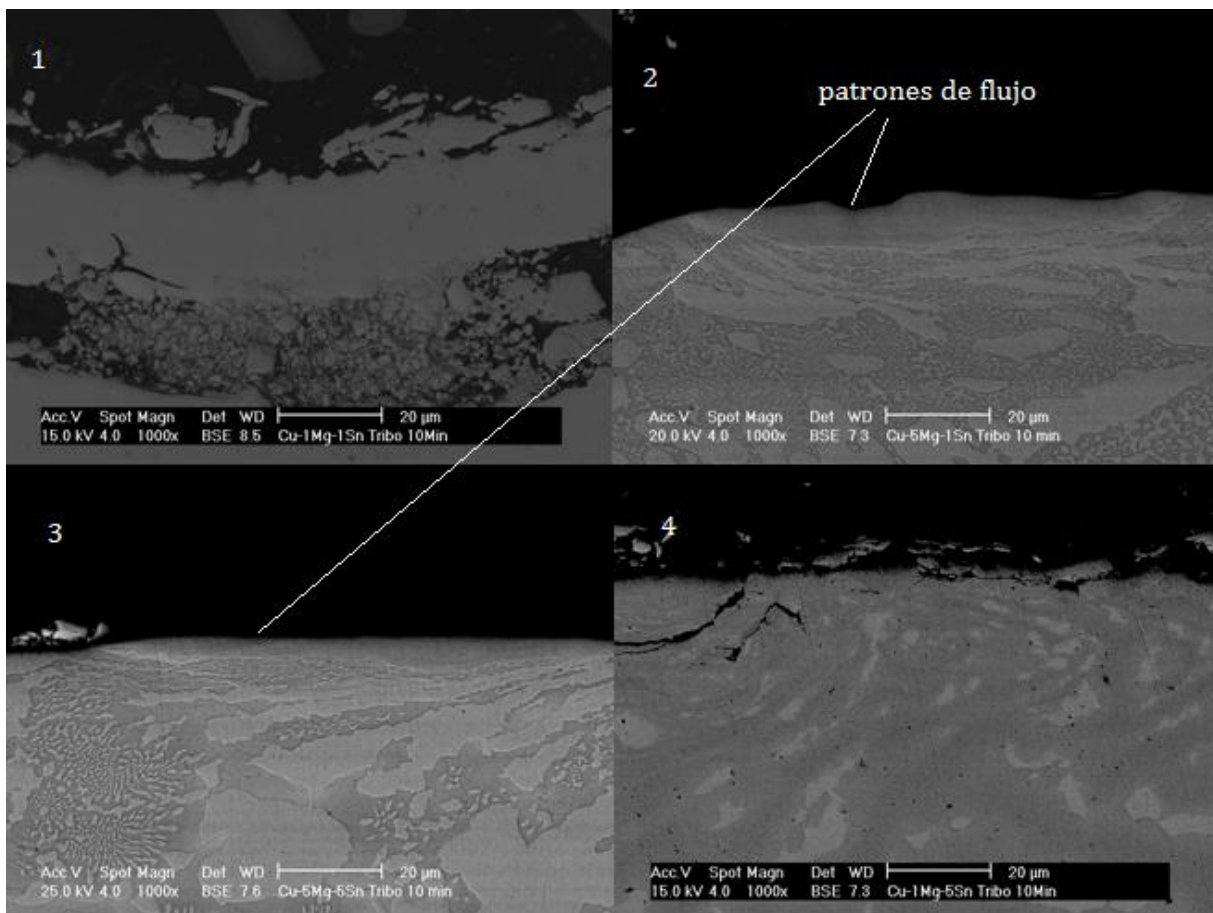 1
2
patrones de flujo
Acc.V Spot Magn Det WD 20 µm
15.0 kV 4.0 1000x BSE 8.5 Cu-1Mg-1Sn Tribo 10Min
Acc.V Spot Magn Det WD 20 µm
20.0 kV 4.0 1000x BSE 7.3 Cu-5Mg-1Sn Tribo 10 min
3
4
Acc.V Spot Magn Det WD 20 µm
25.0 kV 4.0 1000x BSE 7.6 Cu-5Mg-5Sn Tribo 10 min
Acc.V Spot Magn Det WD 20 µm
15.0 kV 4.0 1000x BSE 7.3 Cu-1Mg-5Sn Tribo 10 min